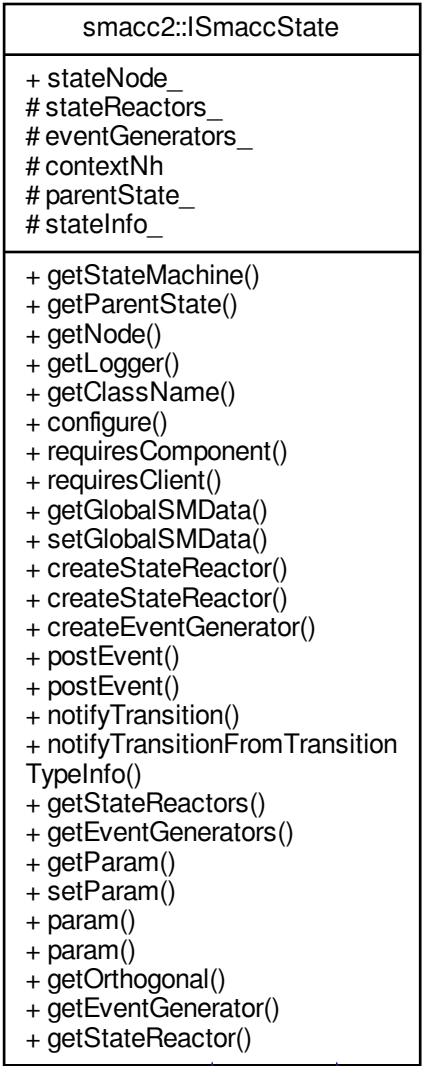 smacc2::ISmaccState
+ stateNode_
# stateReactors_
# eventGenerators_
# contextNh
# parentState_
# stateInfo_
+ getStateMachine()
+ getParentState()
+ getNode()
+ getLogger()
+ getClassName()
+ configure()
+ requiresComponent()
+ requiresClient()
+ getGlobalSMData()
+ setGlobalSMData()
+ createStateReactor()
+ createStateReactor()
+ createEventGenerator()
+ postEvent()
+ postEvent()
+ notifyTransition()
+ notifyTransitionFromTransition
TypeInfo()
+ getStateReactors()
+ getEventGenerators()
+ getParam()
+ setParam()
+ param()
+ param()
+ getOrthogonal()
+ getEventGenerator()
+ getStateReactor()